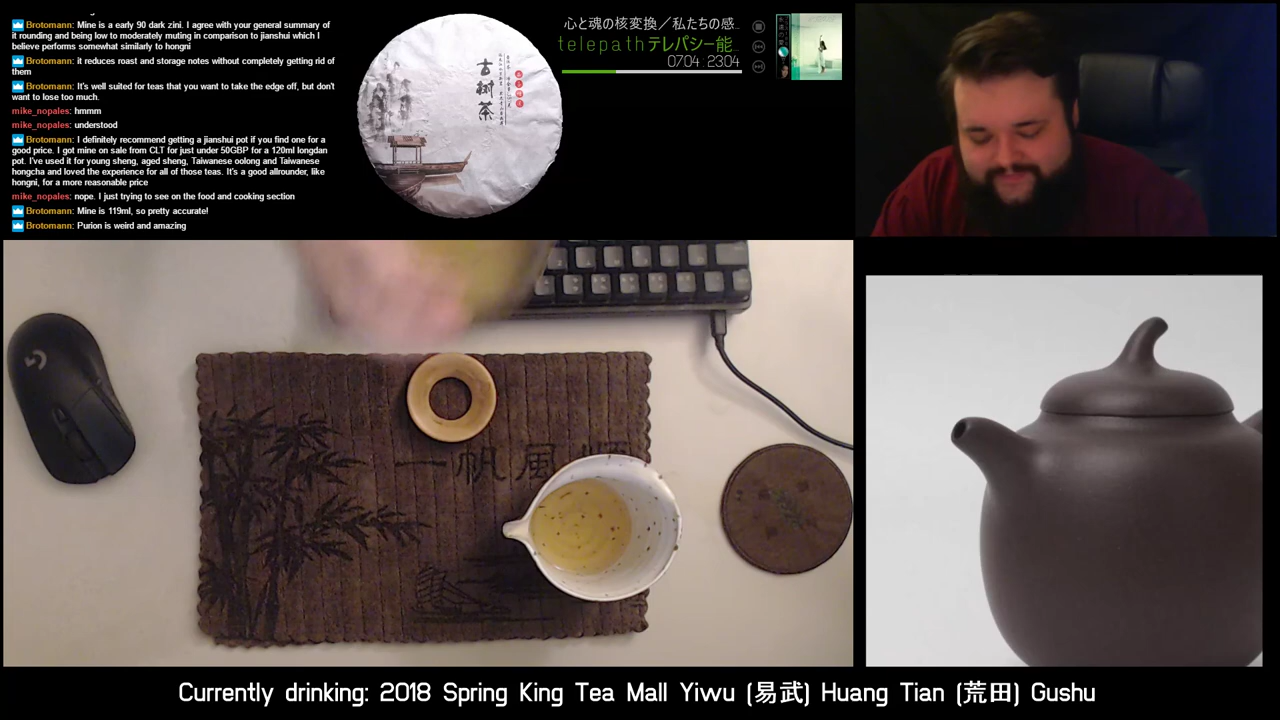 Brotomann: Mine is a early 90 dark zini. I agree with your general summary of
it rounding and being low to moderately muting in comparison to jianshui which I
believe performs somewhat similarly to hongni
Brotomann: it reduces roast and storage notes without completely getting rid of
them
Brotomann: It's well suited for teas that you want to take the edge off, but don't
want to lose too much.
mike_nopales: hmmm
mike_nopales: understood
Brotomann: I definitely recommend getting a jianshui pot if you find one for a
good price. I got mine on sale from CLT for just under 50GBP for a 120ml longdan
pot. I've used it for young sheng, aged sheng, Taiwanese oolong and Taiwanese
hongcha and loved the experience for all of those teas. It's a good allrounder, like
hongni, for a more reasonable price
mike_nopales: nope. I just trying to see on the food and cooking section
Brotomann: Mine is 119ml, so pretty accurate!
Brotomann: Purion is weird and amazing
古树茶
心と魂の核変換／私たちの感...
telepathテレパシー能...
07:04 : 23:04
一帆風順
Currently drinking: 2018 Spring King Tea Mall Yiwu (易武) Huang Tian (荒田) Gushu